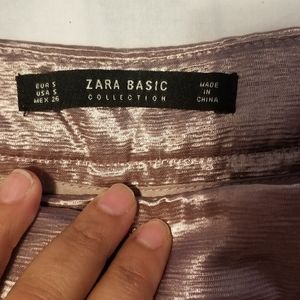 EUR S
USA S
MEX 26
ZARA BASIC
COLLECTION
MADE IN
CHINA